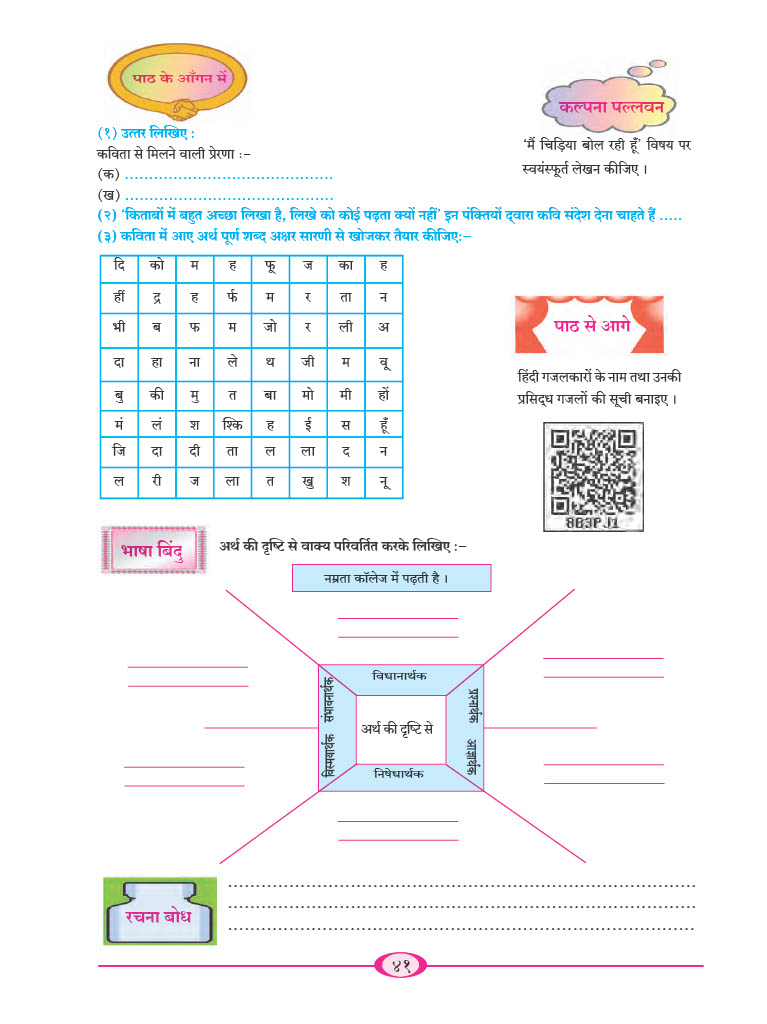 पाठ के आँगन में
कल्पना पल्लवन
(१) उत्तर लिखिए :
कविता से मिलने वाली प्रेरणा :–
(क) ...........................................
(ख) ...........................................
'मैं चिड़िया बोल रही हूँ' विषय पर
स्वयंस्फूर्त लेखन कीजिए ।
(२) 'किताबों में बहुत अच्छा लिखा है, लिखे को कोई पढ़ता क्यों नहीं' इन पंक्तियों द्वारा कवि संदेश देना चाहते हैं .....
(३) कविता में आए अर्थ पूर्ण शब्द अक्षर सारणी से खोजकर तैयार कीजिए:–
दि को म ह फू ज का ह
हीं द्र ह र्फ म र ता न
भी ब फ म जो र ली अ
दा हा ना ले थ जी म वू
बु की मु त बा मो मी हों
मं लं श श्कि ह ई स हूँ
जि दा दी ता ल ला द न
ल री ज ला त खु श नू
पाठ से आगे
हिंदी गजलकारों के नाम तथा उनकी
प्रसिद्ध गजलों की सूची बनाइए ।
8B3PJ1
भाषा बिंदु
अर्थ की दृष्टि से वाक्य परिवर्तित करके लिखिए :–
नम्रता कॉलेज में पढ़ती है ।
विधानार्थक
संभावनार्थक
प्रश्नार्थक
अर्थ की दृष्टि से
विस्मयार्थक
आज्ञार्थक
निषेधार्थक
रचना बोध
..........................................................................................
..........................................................................................
..........................................................................................
४१